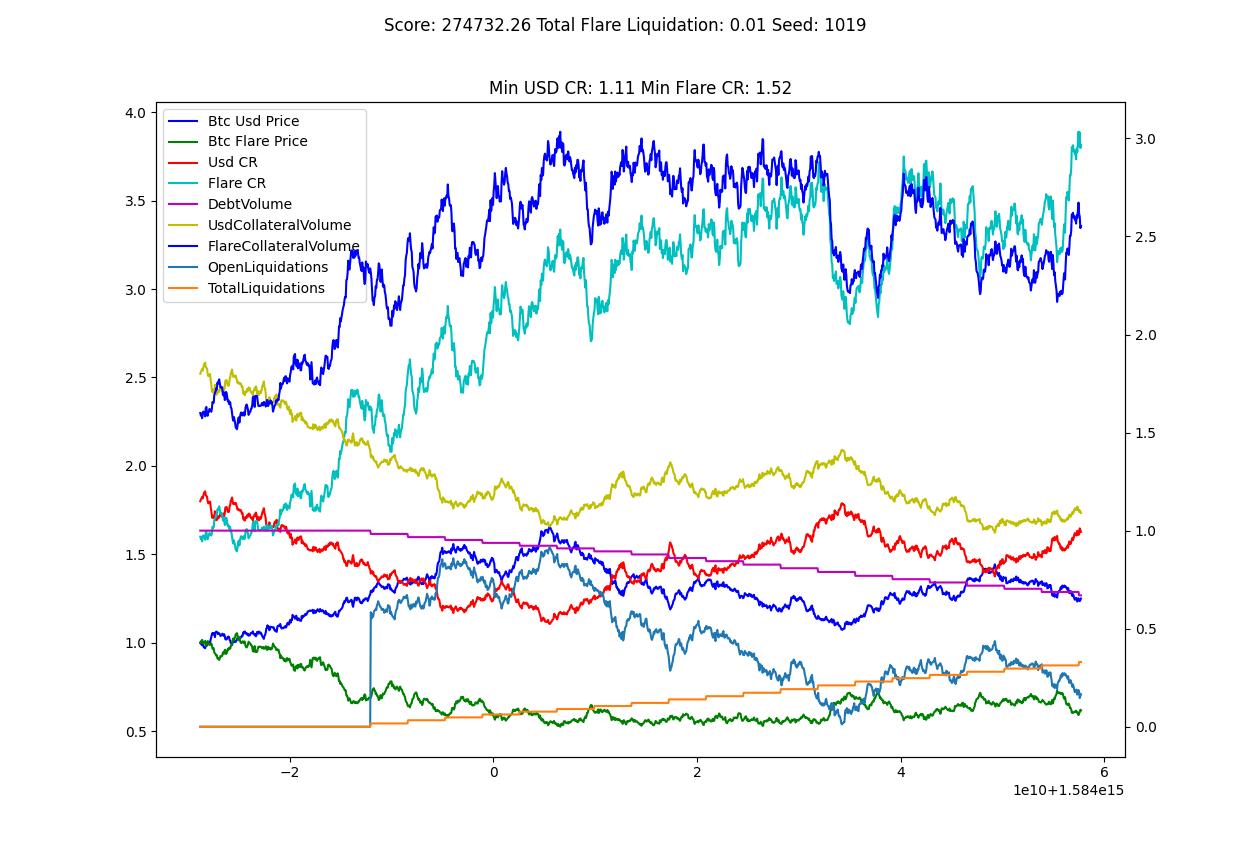 Score: 274732.26 Total Flare Liquidation: 0.01 Seed: 1019
Min USD CR: 1.11 Min Flare CR: 1.52
Btc Usd Price
Btc Flare Price
Usd CR
Flare CR
DebtVolume
UsdCollateralVolume
FlareCollateralVolume
OpenLiquidations
TotalLiquidations
4.0
3.5
3.0
2.5
2.0
1.5
1.0
0.5
3.0
2.5
2.0
1.5
1.0
0.5
0.0
−2 0 2 4 6
1e10+1.584e15